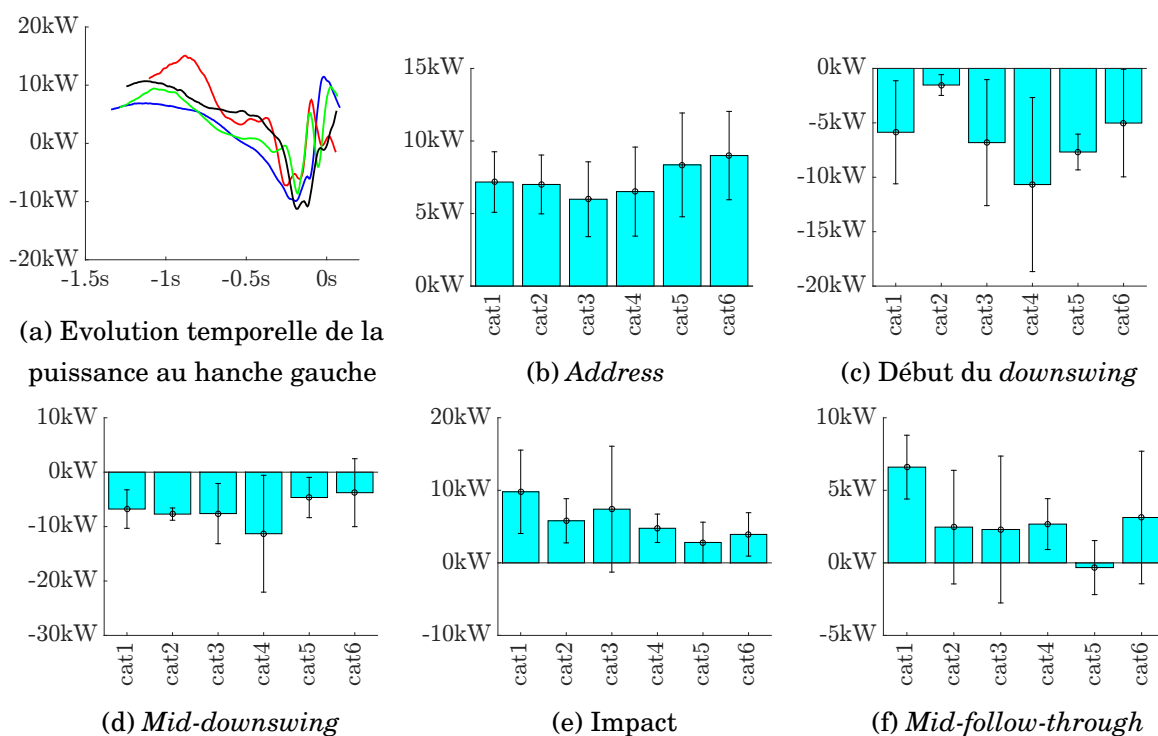 20kW
10kW
0kW
-10kW
-20kW
-1.5s -1s -0.5s 0s
(a) Evolution temporelle de la
puissance au hanche gauche
15kW
10kW
5kW
0kW
cat1 cat2 cat3 cat4 cat5 cat6
(b) Address
0kW
-5kW
-10kW
-15kW
-20kW
cat1 cat2 cat3 cat4 cat5 cat6
(c) Début du downswing
10kW
0kW
-10kW
-20kW
-30kW
cat1 cat2 cat3 cat4 cat5 cat6
(d) Mid-downswing
20kW
10kW
0kW
-10kW
cat1 cat2 cat3 cat4 cat5 cat6
(e) Impact
10kW
5kW
0kW
-5kW
cat1 cat2 cat3 cat4 cat5 cat6
(f) Mid-follow-through